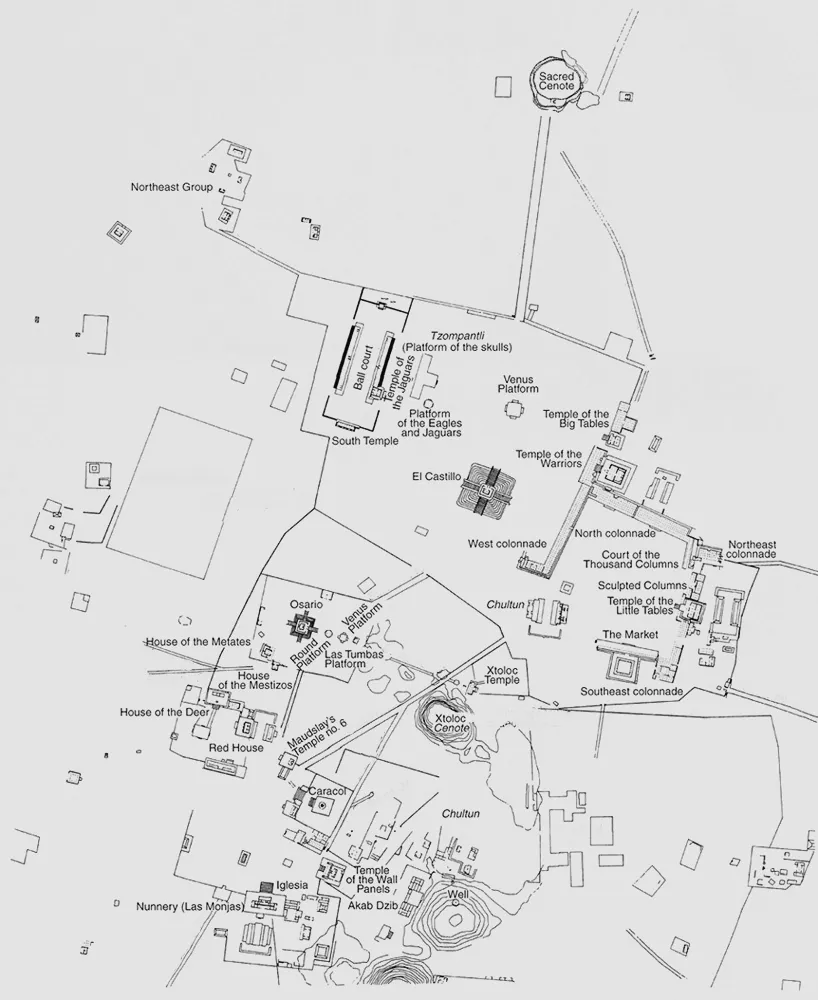 Sacred
Cenote
Northeast Group
Tzompantli
(Platform of the skulls)
Ball court
Temple of
the Jaguars
Venus
Platform
Platform
of the Eagles
and Jaguars
Temple of the
Big Tables
South Temple
Temple of the
Warriors
El Castillo
North colonnade
West colonnade
Northeast
colonnade
Court of the
Thousand Columns
Sculpted Columns
Chultun
Temple of the
Little Tables
Osario
Venus
Platform
Round
Platform
The Market
House of the Metates
Las Tumbas
Platform
Xtoloc
Temple
House
of the Mestizos
Southeast colonnade
House of the Deer
Xtoloc
Cenote
Maudslay's
Temple no. 6
Red House
Caracol
Chultun
Temple
of the Wall
Panels
Iglesia
Well
Nunnery (Las Monjas)
Akab Dzib